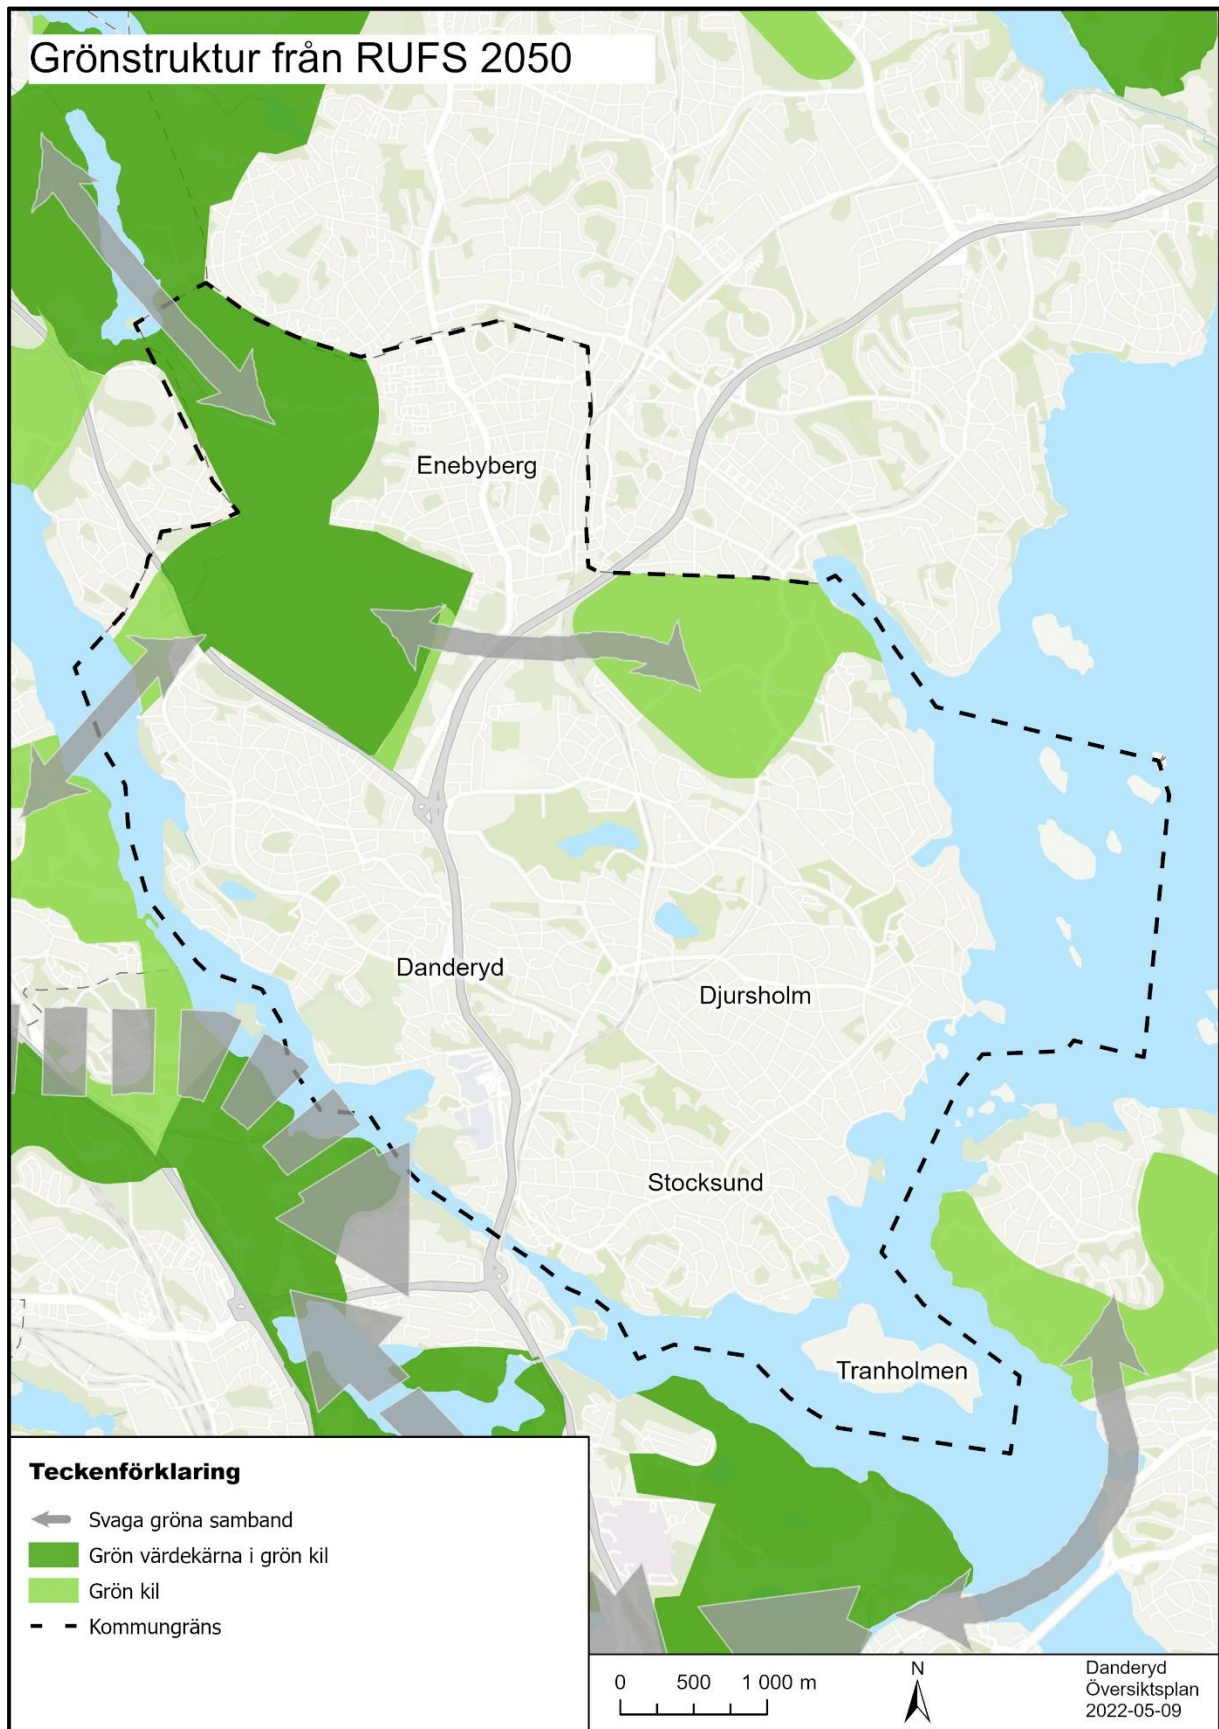 Grönstruktur från RUFS 2050
Enebyberg
Danderyd
Djursholm
Stocksund
Tranholmen
Teckenförklaring
Svaga gröna samband
Grön värdekärna i grön kil
Grön kil
Kommungräns
0 500 1 000 m
N
Danderyd
Översiktsplan
2022-05-09